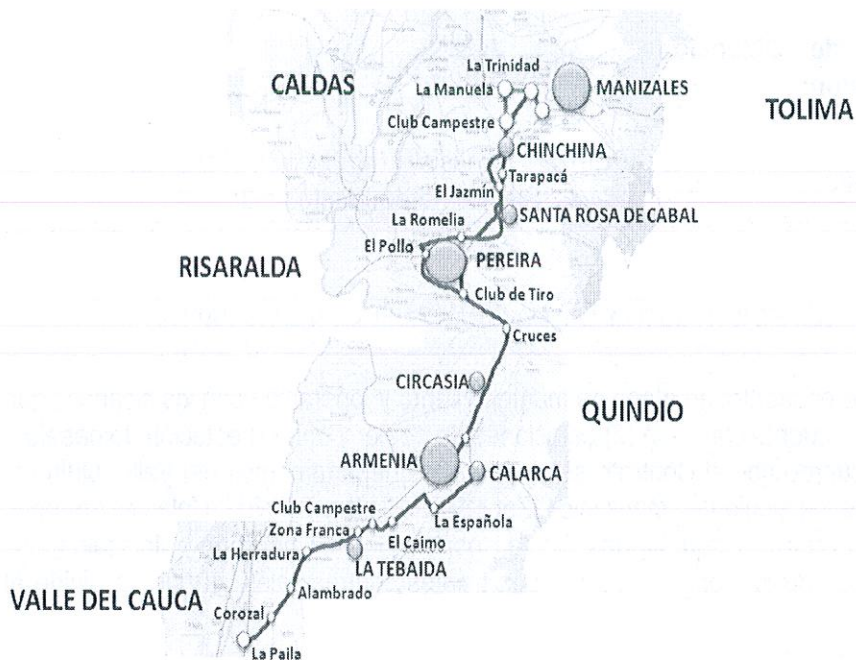 La Trinidad
CALDAS
La Manuela
MANIZALES
TOLIMA
Club Campestre
CHINCHINA
Tarapacá
El Jazmín
SANTA ROSA DE CABAL
La Romelia
El Pollo
PEREIRA
RISARALDA
Club de Tiro
Cruces
CIRCASIA
QUINDIO
ARMENIA
CALARCA
Club Campestre
La Española
Zona Franca
El Caimo
La Herradura
LA TEBAIDA
Alambrado
VALLE DEL CAUCA
Corozal
La Paila